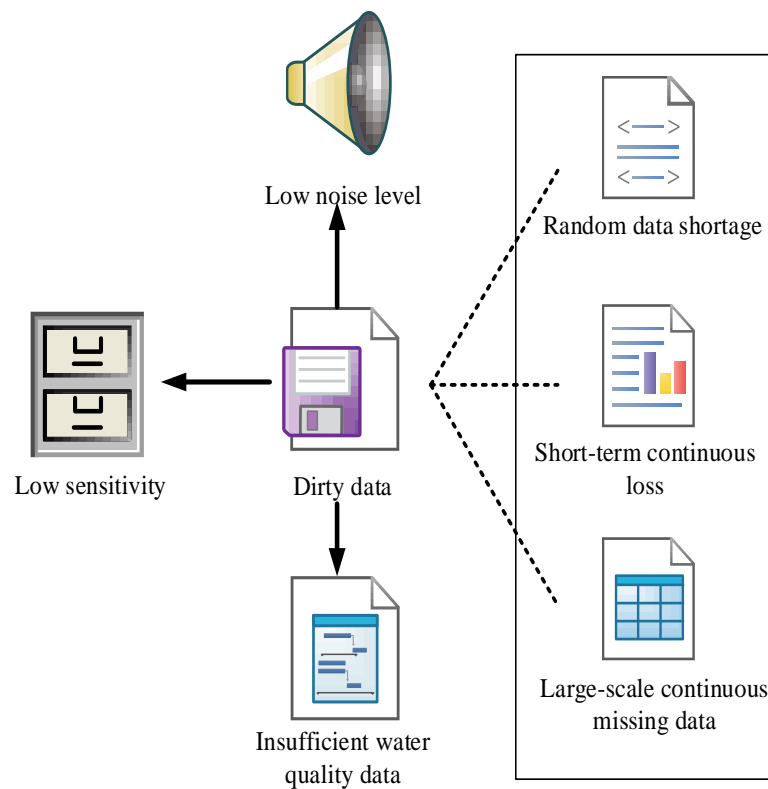 Low noise level
Random data shortage
Low sensitivity
Dirty data
Short-term continuous
loss
Insufficient water
quality data
Large-scale continuous
missing data